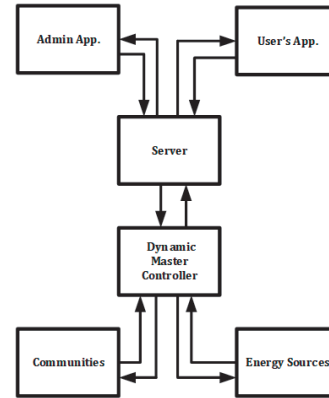 Admin App.
User's App.
Server
Dynamic
Master
Controller
Communities
Energy Sources